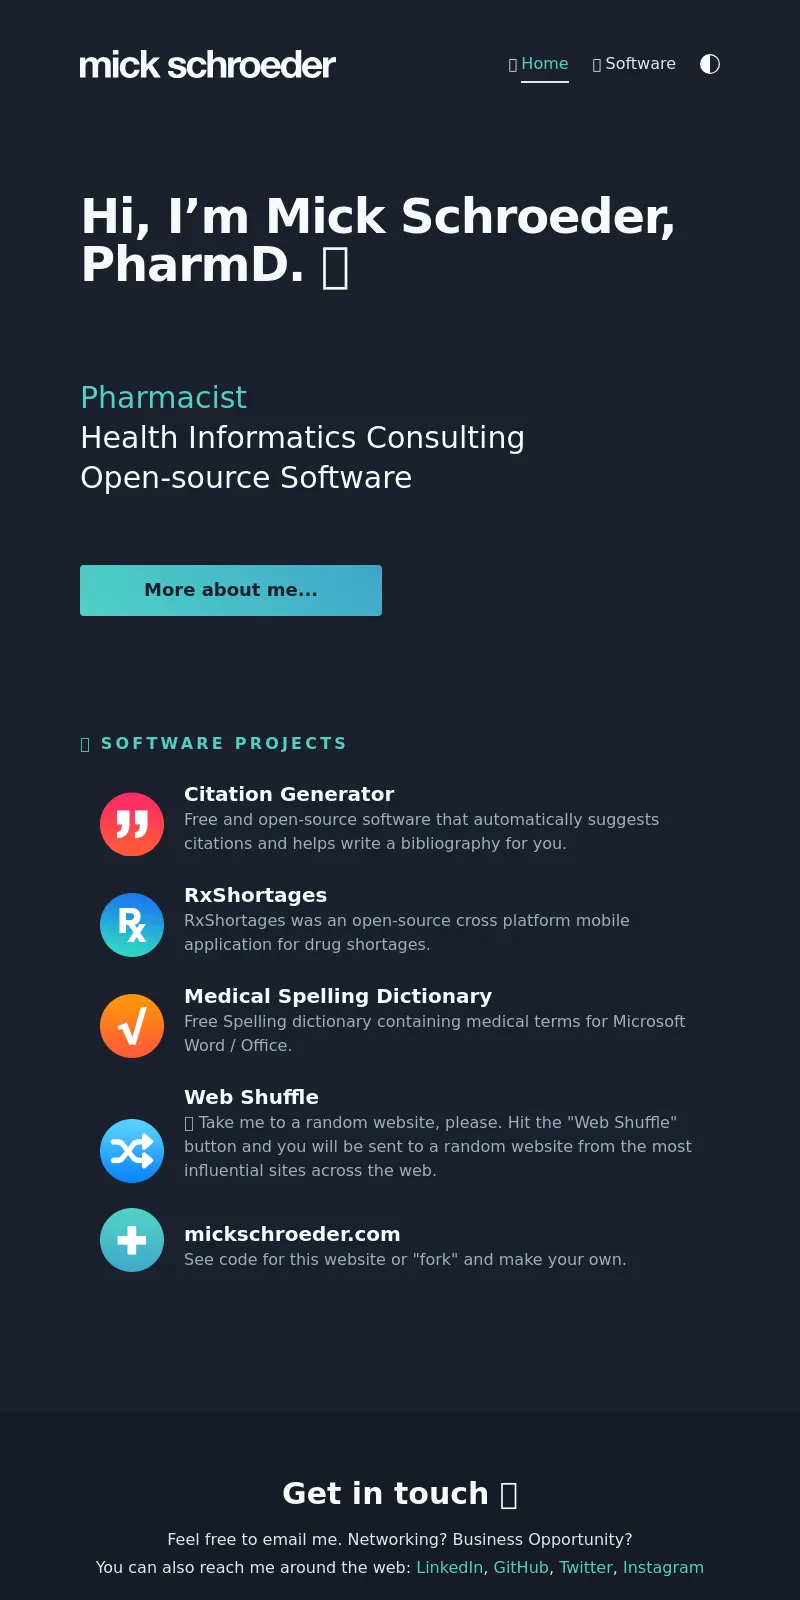 mick schroeder
Home
Software
Hi, I’m Mick Schroeder,
PharmD.
Pharmacist
Health Informatics Consulting
Open-source Software
More about me...
SOFTWARE PROJECTS
Citation Generator
Free and open-source software that automatically suggests
citations and helps write a bibliography for you.
RxShortages
RxShortages was an open-source cross platform mobile
application for drug shortages.
Medical Spelling Dictionary
Free Spelling dictionary containing medical terms for Microsoft
Word / Office.
Web Shuffle
Take me to a random website, please. Hit the "Web Shuffle"
button and you will be sent to a random website from the most
influential sites across the web.
mickschroeder.com
See code for this website or "fork" and make your own.
Get in touch
Feel free to email me. Networking? Business Opportunity?
You can also reach me around the web: LinkedIn, GitHub, Twitter, Instagram